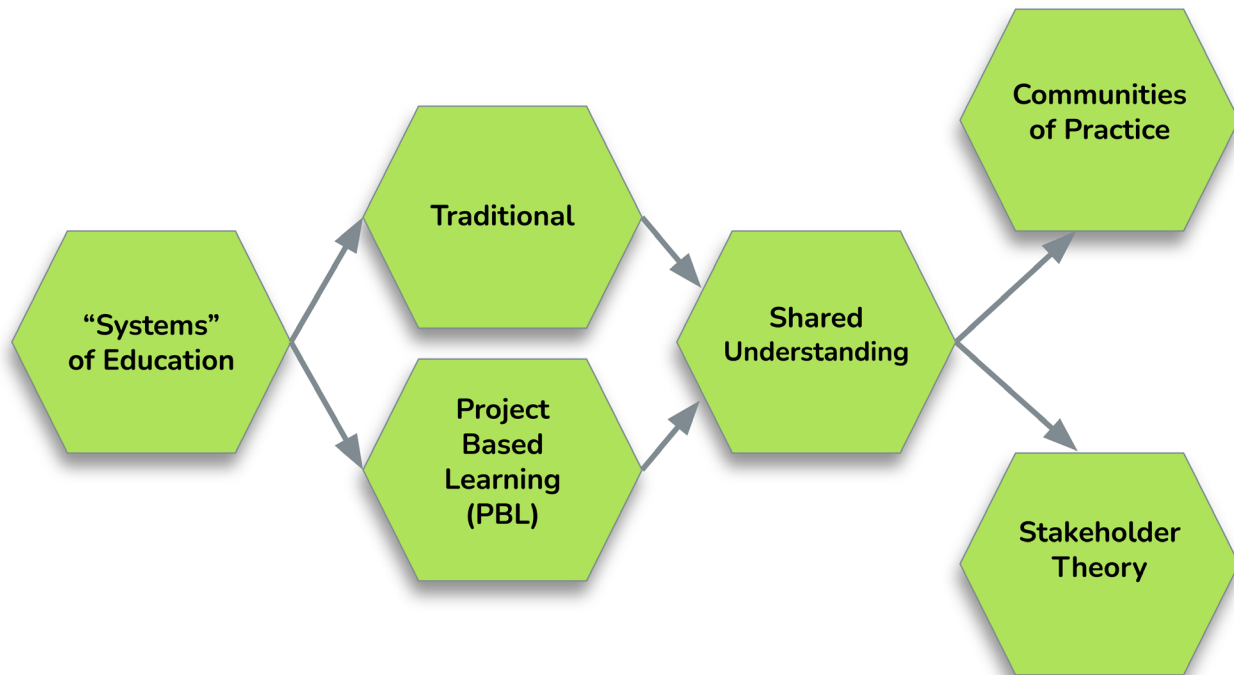 “Systems”
of Education
Traditional
Project
Based
Learning
(PBL)
Shared
Understanding
Communities
of Practice
Stakeholder
Theory